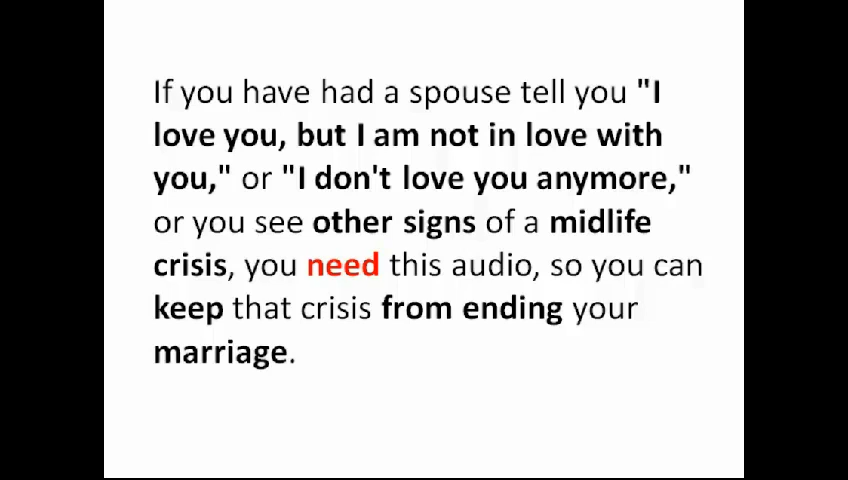 If you have had a spouse tell you "I
love you, but I am not in love with
you," or "I don't love you anymore,"
or you see other signs of a midlife
crisis, you need this audio, so you can
keep that crisis from ending your
marriage.